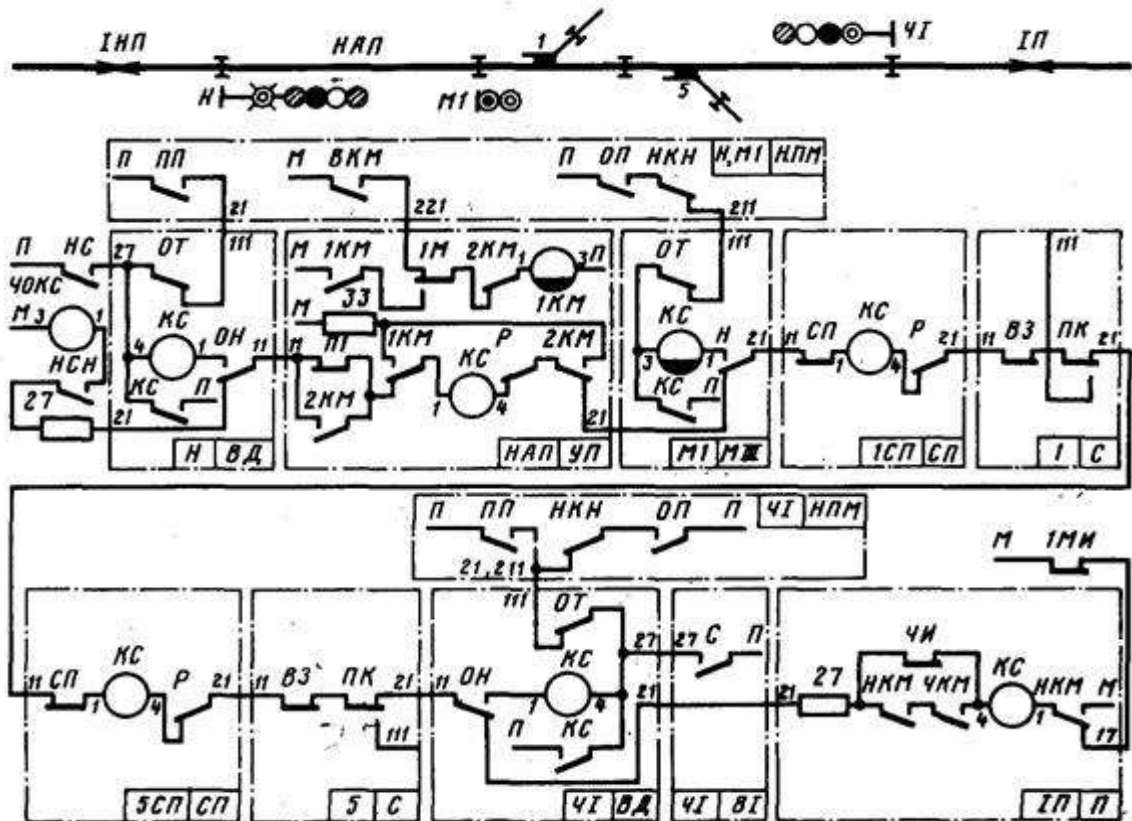 IНП НАП 1 5 ЧI IП
Н М1
П ПП М ВКМ П ОП НКН Н,М1 НПМ
21 221 211
П НС 27 ОТ 111 М 1КМ 1М 2КМ 1 3 П ОТ 111 111
ЧОКС 33 1КМ
М 3 1 КС ОН М 1КМ Р 2КМ КС Н 21 СП КС Р 21 ВЗ ПК 21
НСН 4 1 11 11 П1 КС 3 1 11 1 4 11
КС П 2КМ 1 4 КС П
27 21 21
Н ВД НАП УП М1 МIII 1СП СП 1 С
П ПП НКН ОП П ЧI НПМ
21,211 М 1МИ
111 ОТ
КС ВЗ ПК КС 27 27 С П ЧИ
11 СП Р 21 11 21 11 ОН 21 21 27 НКМ ЧКМ КС НКМ М
1 4 1 4 4 1 17
111 П КС
5СП СП 5 С ЧI ВД ЧI ВI IП П